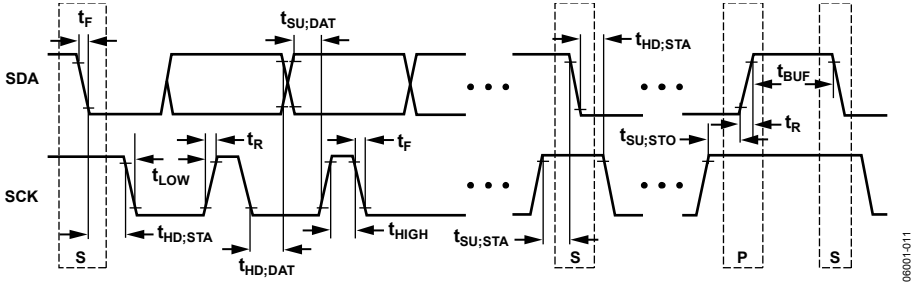 tF
tSU;DAT
tHD;STA
SDA
tBUF
tR
tF
tSU;STO
tR
tLOW
SCK
tHD;STA
tHIGH
tSU;STA
tHD;DAT
S
S
P
S
06001-011